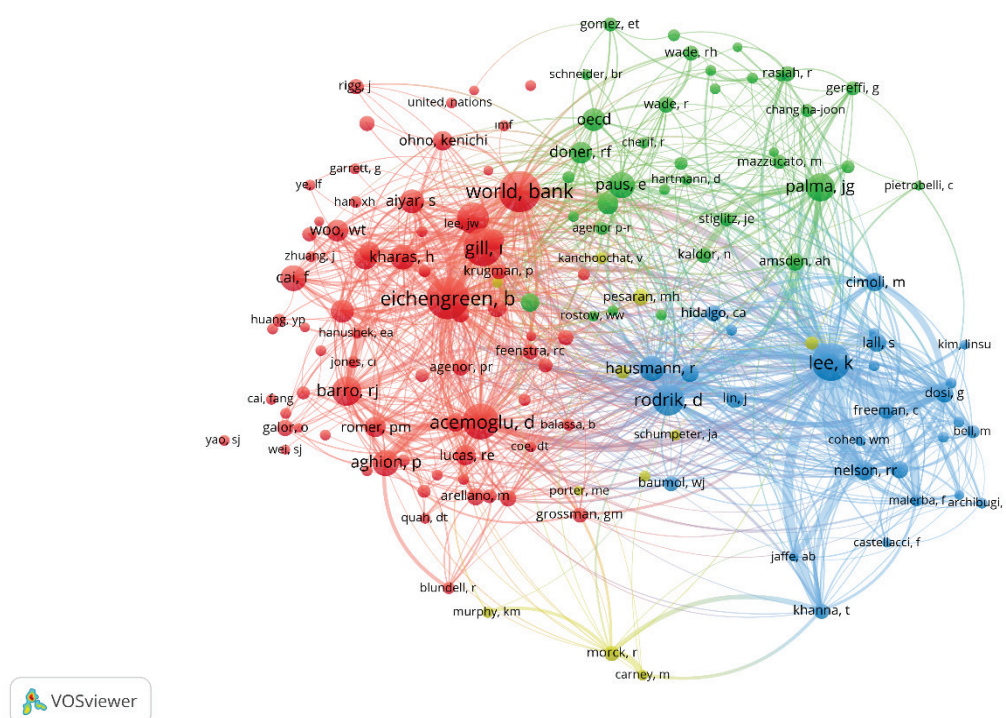 gomez, et
wade, rh
schneider, br
rasiah, r
rigg, j
gereffi, g
united, nations
wade, r
chang ha-joon
oecd
imf
ohno, kenichi
cherif, r
doner, rf
mazzucato, m
garrett, g
hartmann, d
ye, lf
world, bank
paus, e
palma, jg
pietrobelli, c
han, xh
aiyar, s
stiglitz, je
lee, jw
woo, wt
agenor p-r
gill, i
zhuang, j
kharas, h
kanchoochat, v
kaldor, n
amsden, ah
krugman, p
cai, f
cimoli, m
eichengreen, b
pesaran, mh
rostow, ww
hidalgo, ca
huang, yp
hanushek, ea
lall, s
kim, linsu
feenstra, rc
jones, ci
lee, k
agenor, pr
hausmann, r
barro, rj
dosi, g
cai, fang
rodrik, d
lin, j
freeman, c
acemoglu, d
balassa, b
galor, o
romer, pm
schumpeter, ja
bell, m
yao, sj
cohen, wm
wei, sj
coe, dt
lucas, re
aghion, p
nelson, rr
baumol, wj
porter, me
arellano, m
malerba, f
archibugi,
quah, dt
grossman, gm
castellacci, f
jaffe, ab
blundell, r
murphy, km
khanna, t
morck, r
carney, m
VOSviewer